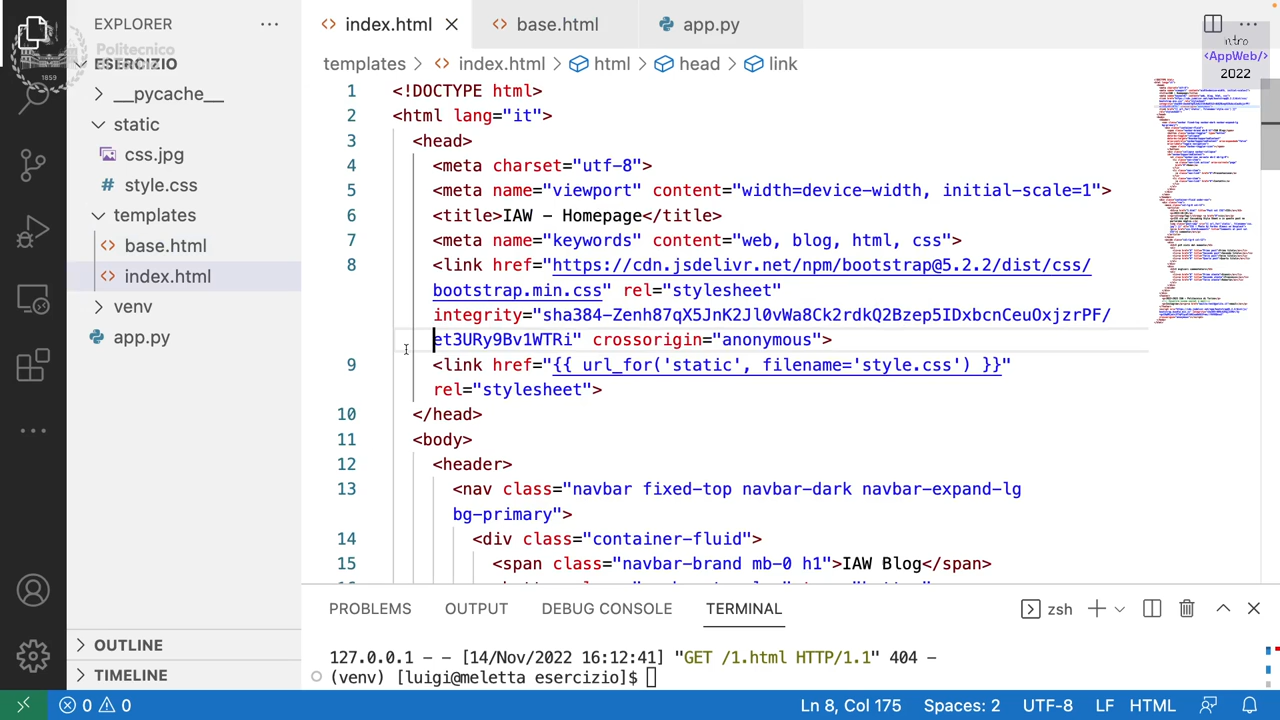 EXPLORER
Politecnico
1859
ESERCIZIO
__pycache__
static
css.jpg
style.css
templates
base.html
index.html
venv
app.py
OUTLINE
TIMELINE
index.html
base.html
app.py
ntro
<AppWeb/>
2022
templates > index.html > html > head > link
1 <!DOCTYPE html>
2 <html lang="it">
3 <head>
4 <meta charset="utf-8">
5 <meta name="viewport" content="width=device-width, initial-scale=1">
6 <title>IAW – Homepage</title>
7 <meta name="keywords" content="web, blog, html, css">
8 <link href="https://cdn.jsdelivr.net/npm/bootstrap@5.2.2/dist/css/
bootstrap.min.css" rel="stylesheet"
integrity="sha384-Zenh87qX5JnK2Jl0vWa8Ck2rdkQ2Bzep5IDxbcnCeuOxjzrPF/
et3URy9Bv1WTRi" crossorigin="anonymous">
9 <link href="{{ url_for('static', filename='style.css') }}"
rel="stylesheet">
10 </head>
11 <body>
12 <header>
13 <nav class="navbar fixed-top navbar-dark navbar-expand-lg
bg-primary">
14 <div class="container-fluid">
15 <span class="navbar-brand mb-0 h1">IAW Blog</span>
PROBLEMS OUTPUT DEBUG CONSOLE TERMINAL zsh
127.0.0.1 - - [14/Nov/2022 16:12:41] "GET /1.html HTTP/1.1" 404 -
(venv) [luigi@meletta esercizio]$
0 0 Ln 8, Col 175 Spaces: 2 UTF-8 LF HTML